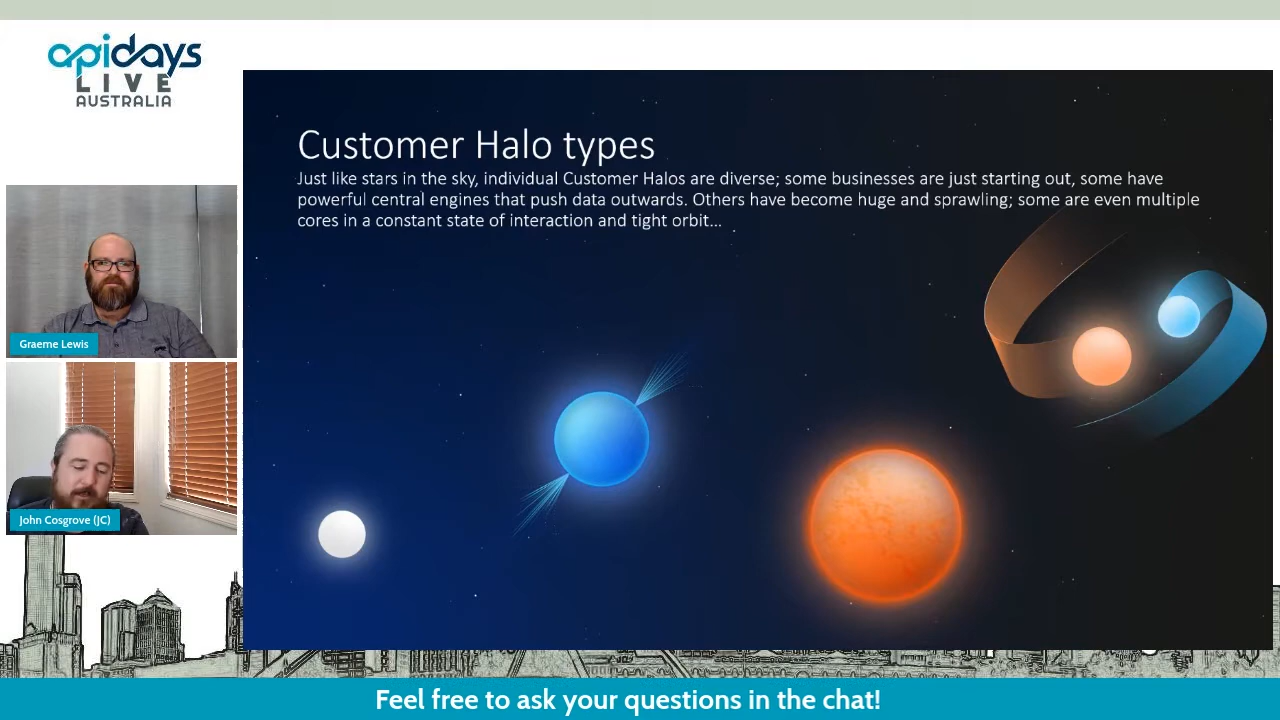 apidays
LIVE
AUSTRALIA
Customer Halo types
Just like stars in the sky, individual Customer Halos are diverse; some businesses are just starting out, some have
powerful central engines that push data outwards. Others have become huge and sprawling; some are even multiple
cores in a constant state of interaction and tight orbit...
Graeme Lewis
John Cosgrove (JC)
Feel free to ask your questions in the chat!